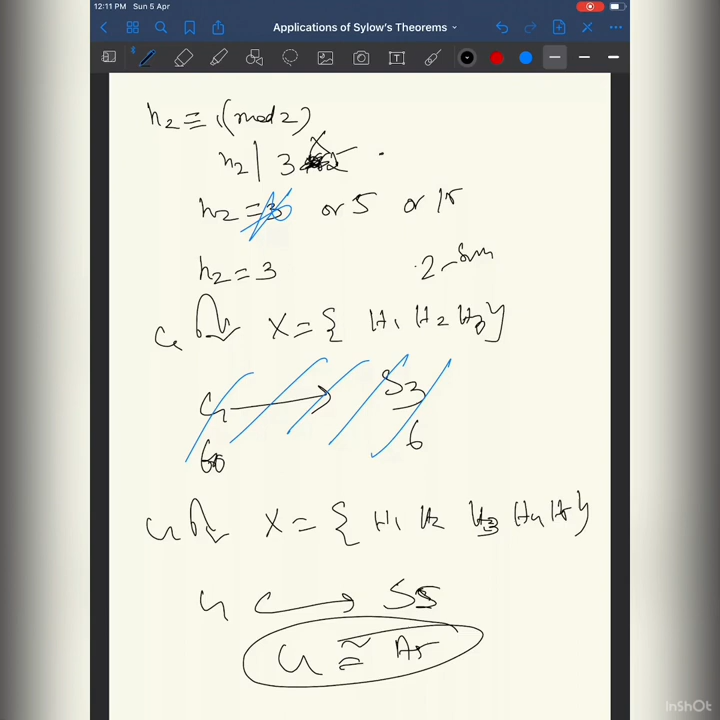 12:11 PM Sun 5 Apr
Applications of Sylow's Theorems
n₂ ≡ 1 (mod 2)
n₂ | 3
n₂ = 3 or 5 or 15
n₂ = 3 2-
G X = { H₁ H₂ H₃ }
G → S₃
60 6
G X = { H₁ H₂ H₃ H₄ H₅ }
G ↪ S5
G ≅ A₅
InShOt